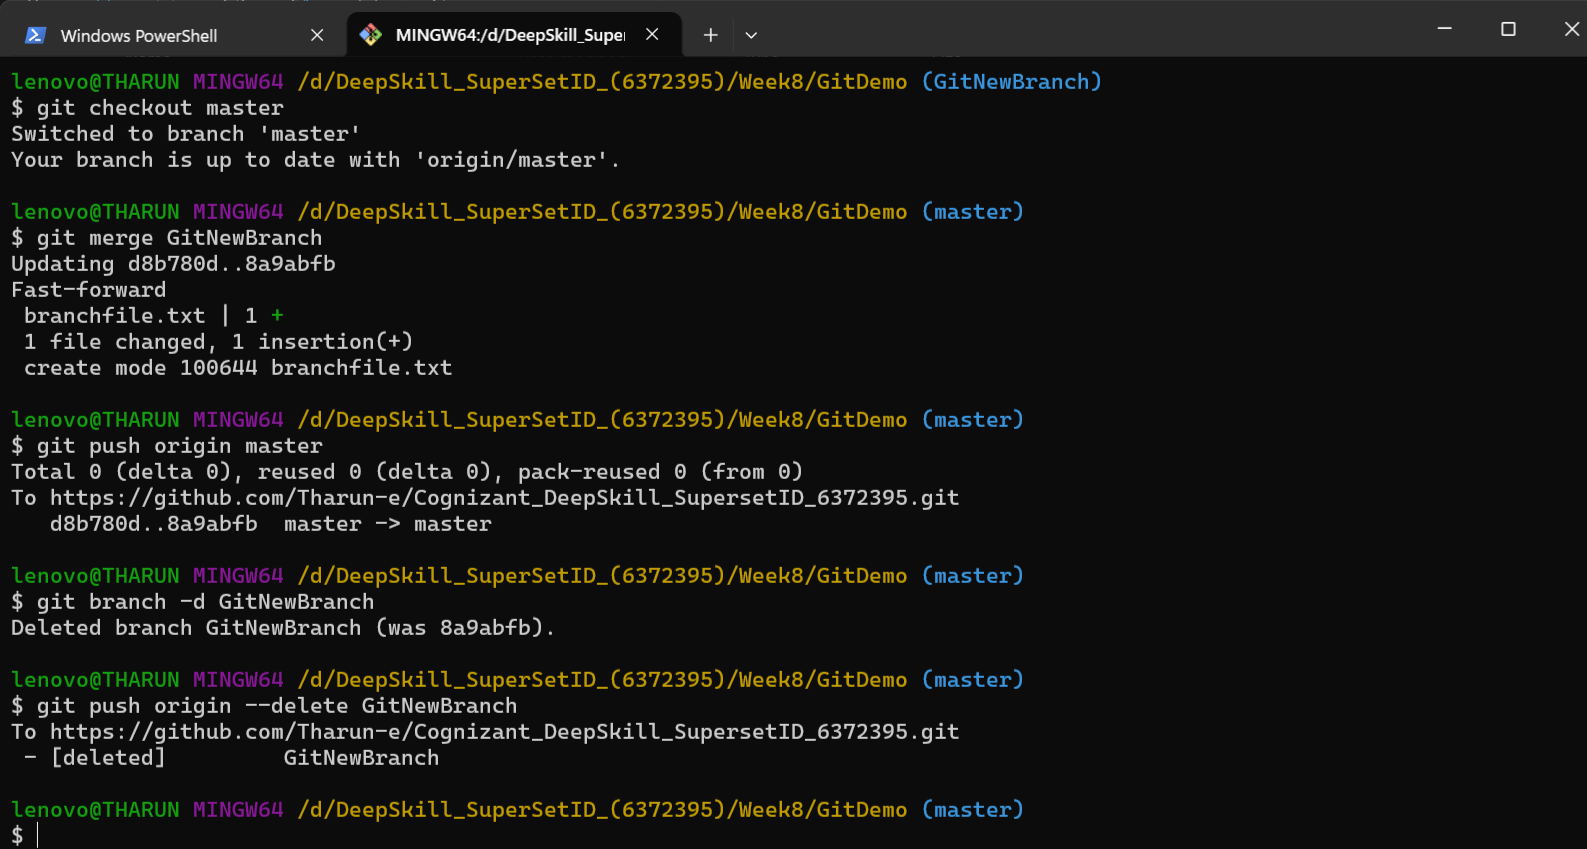 Windows PowerShell
MINGW64:/d/DeepSkill_Super
lenovo@THARUN MINGW64 /d/DeepSkill_SuperSetID_(6372395)/Week8/GitDemo (GitNewBranch)
$ git checkout master
Switched to branch 'master'
Your branch is up to date with 'origin/master'.
lenovo@THARUN MINGW64 /d/DeepSkill_SuperSetID_(6372395)/Week8/GitDemo (master)
$ git merge GitNewBranch
Updating d8b780d..8a9abfb
Fast-forward
 branchfile.txt | 1 +
 1 file changed, 1 insertion(+)
 create mode 100644 branchfile.txt
lenovo@THARUN MINGW64 /d/DeepSkill_SuperSetID_(6372395)/Week8/GitDemo (master)
$ git push origin master
Total 0 (delta 0), reused 0 (delta 0), pack-reused 0 (from 0)
To https://github.com/Tharun-e/Cognizant_DeepSkill_SupersetID_6372395.git
   d8b780d..8a9abfb  master -> master
lenovo@THARUN MINGW64 /d/DeepSkill_SuperSetID_(6372395)/Week8/GitDemo (master)
$ git branch -d GitNewBranch
Deleted branch GitNewBranch (was 8a9abfb).
lenovo@THARUN MINGW64 /d/DeepSkill_SuperSetID_(6372395)/Week8/GitDemo (master)
$ git push origin --delete GitNewBranch
To https://github.com/Tharun-e/Cognizant_DeepSkill_SupersetID_6372395.git
 - [deleted]         GitNewBranch
lenovo@THARUN MINGW64 /d/DeepSkill_SuperSetID_(6372395)/Week8/GitDemo (master)
$